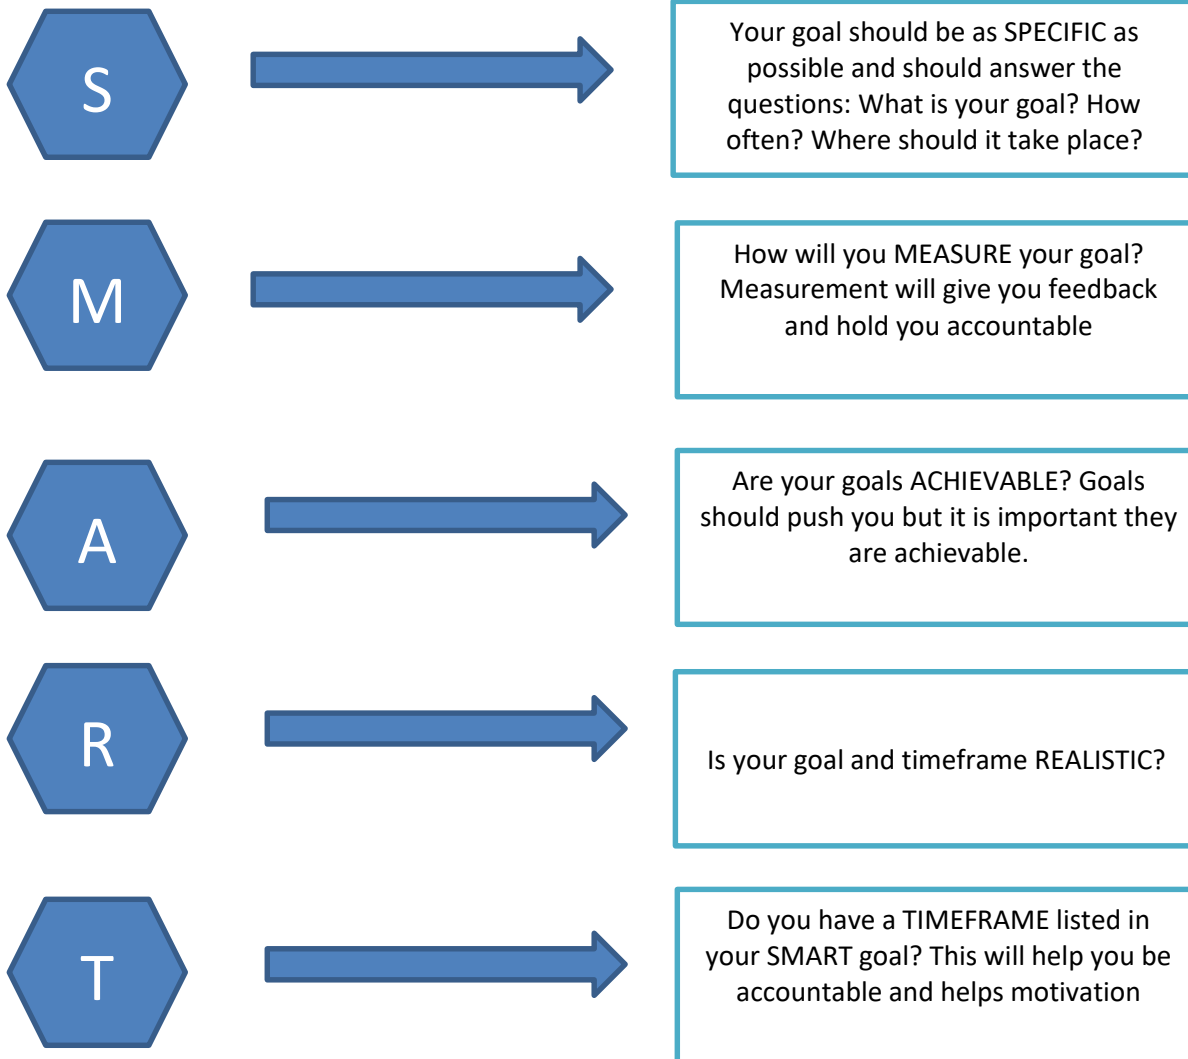 S
Your goal should be as SPECIFIC as
possible and should answer the
questions: What is your goal? How
often? Where should it take place?
M
How will you MEASURE your goal?
Measurement will give you feedback
and hold you accountable
A
Are your goals ACHIEVABLE? Goals
should push you but it is important they
are achievable.
R
Is your goal and timeframe REALISTIC?
T
Do you have a TIMEFRAME listed in
your SMART goal? This will help you be
accountable and helps motivation